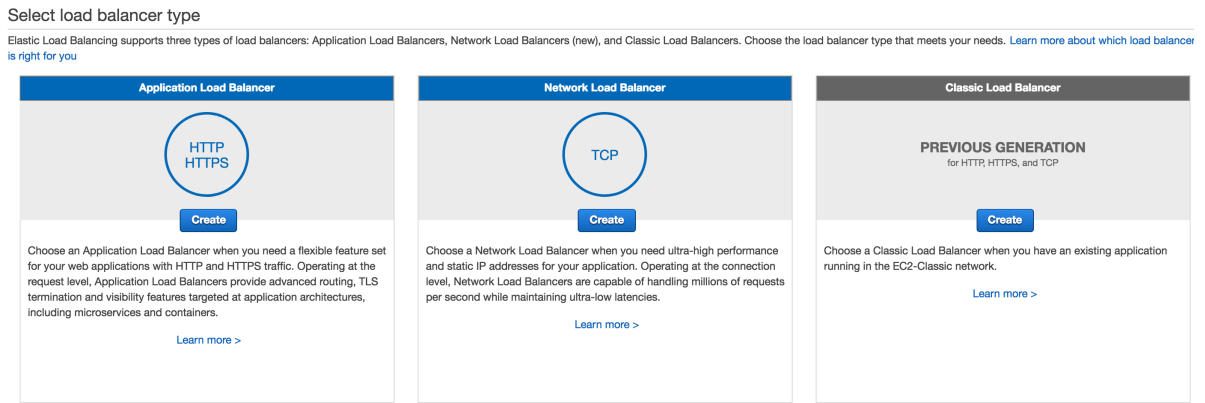 Select load balancer type
Elastic Load Balancing supports three types of load balancers: Application Load Balancers, Network Load Balancers (new), and Classic Load Balancers. Choose the load balancer type that meets your needs. Learn more about which load balancer
is right for you
Application Load Balancer
HTTP
HTTPS
Create
Choose an Application Load Balancer when you need a flexible feature set
for your web applications with HTTP and HTTPS traffic. Operating at the
request level, Application Load Balancers provide advanced routing, TLS
termination and visibility features targeted at application architectures,
including microservices and containers.
Learn more >
Network Load Balancer
TCP
Create
Choose a Network Load Balancer when you need ultra-high performance
and static IP addresses for your application. Operating at the connection
level, Network Load Balancers are capable of handling millions of requests
per second while maintaining ultra-low latencies.
Learn more >
Classic Load Balancer
PREVIOUS GENERATION
for HTTP, HTTPS, and TCP
Create
Choose a Classic Load Balancer when you have an existing application
running in the EC2-Classic network.
Learn more >